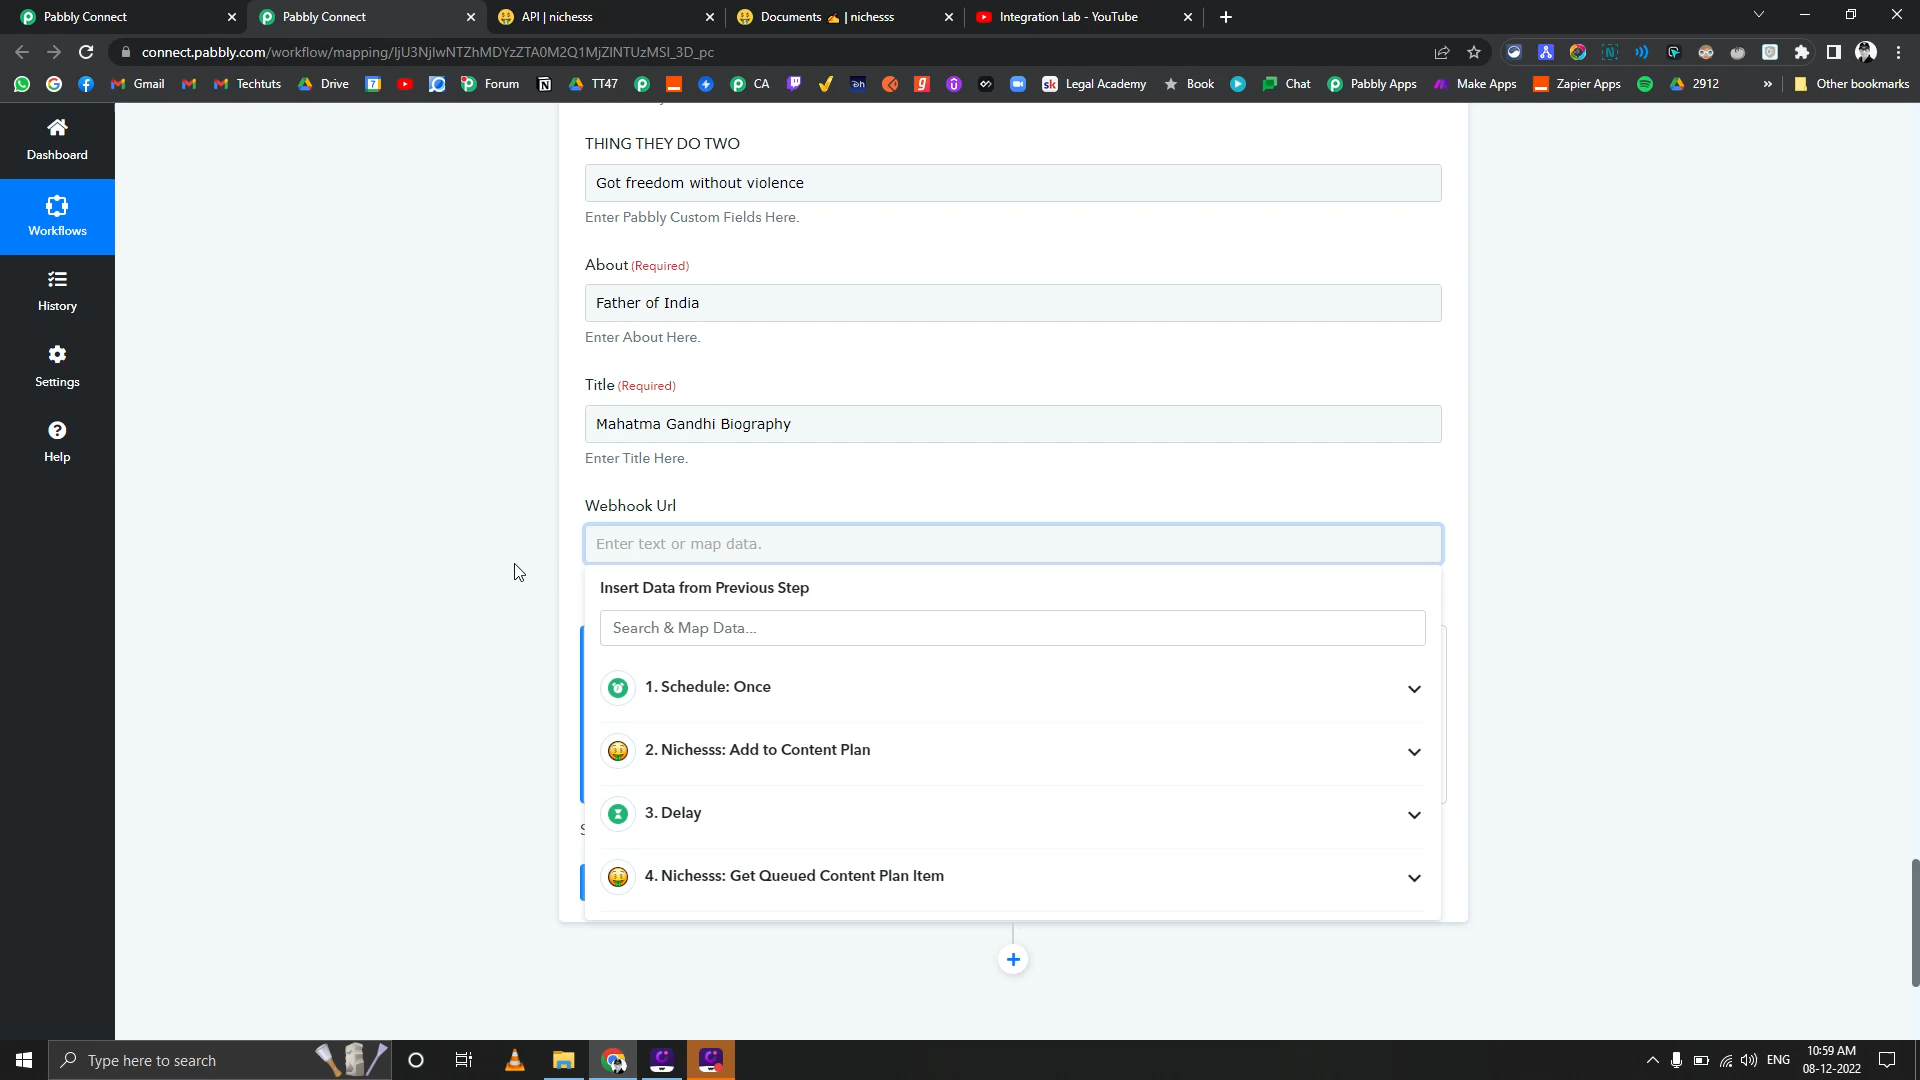 Pabbly Connect
Pabbly Connect
API | nichesss
Documents ✍ | nichesss
Integration Lab - YouTube
connect.pabbly.com/workflow/mapping/IjU3NjIwNTZhMDYzZTA0M2Q1MjZlNTUzMSI_3D_pc
Gmail
Techtuts
Drive
Forum
TT47
CA
Legal Academy
Book
Chat
Pabbly Apps
Make Apps
Zapier Apps
2912
»
Other bookmarks
Dashboard
Workflows
History
Settings
Help
THING THEY DO TWO
Got freedom without violence
Enter Pabbly Custom Fields Here.
About (Required)
Father of India
Enter About Here.
Title (Required)
Mahatma Gandhi Biography
Enter Title Here.
Webhook Url
Enter text or map data.
Insert Data from Previous Step
Search & Map Data...
1. Schedule: Once
2. Nichesss: Add to Content Plan
3. Delay
4. Nichesss: Get Queued Content Plan Item
Type here to search
ENG
10:59 AM
08-12-2022